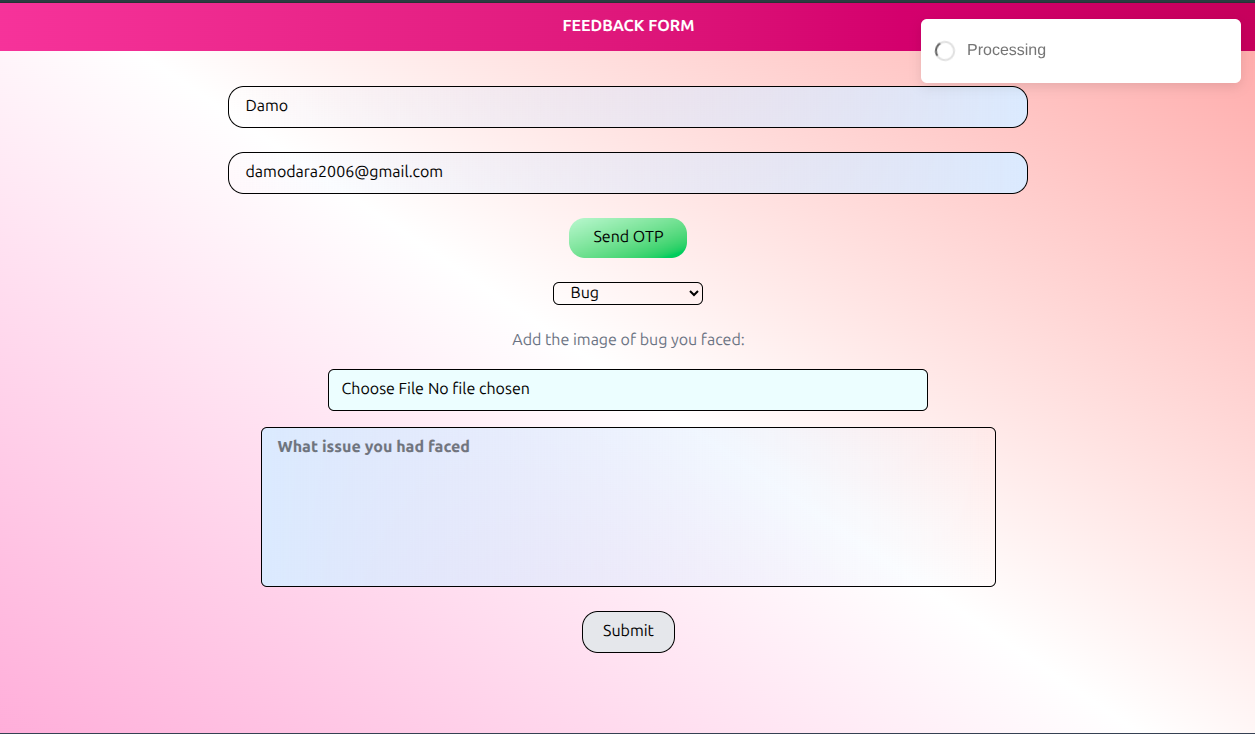 FEEDBACK FORM
Processing
Damo
damodara2006@gmail.com
Send OTP
Bug
Add the image of bug you faced:
Choose File No file chosen
What issue you had faced
Submit